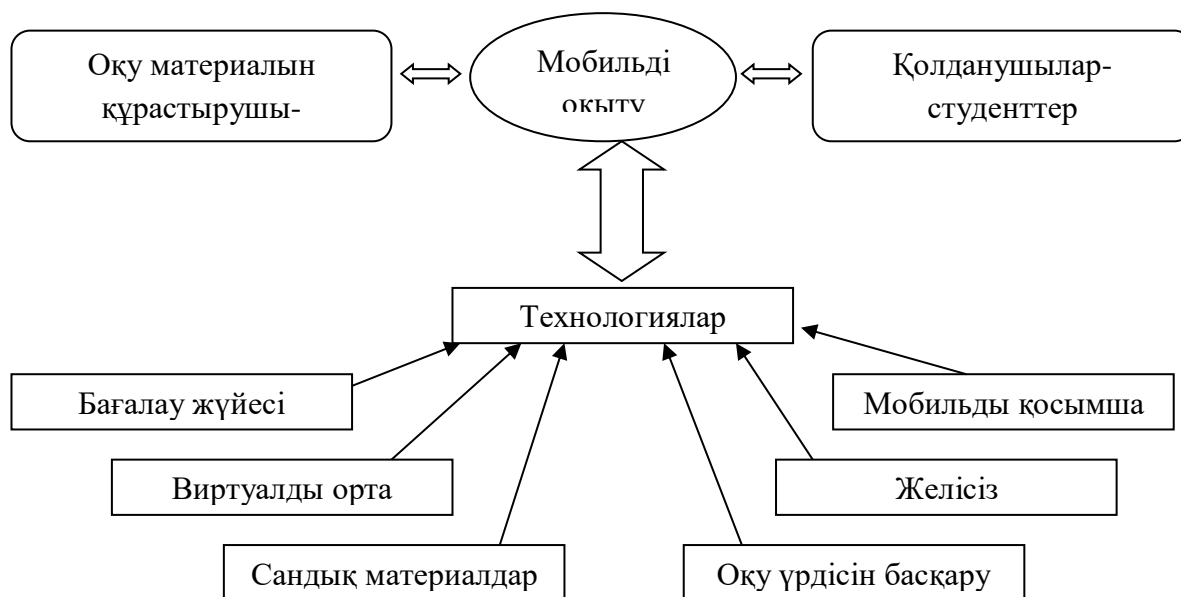 Оқу материалын
құрастырушы-
Мобильді
оқыту
Қолданушылар-
студенттер
Технологиялар
Бағалау жүйесі
Мобильды қосымша
Виртуалды орта
Желісіз
Сандық материалдар
Оқу үрдісін басқару